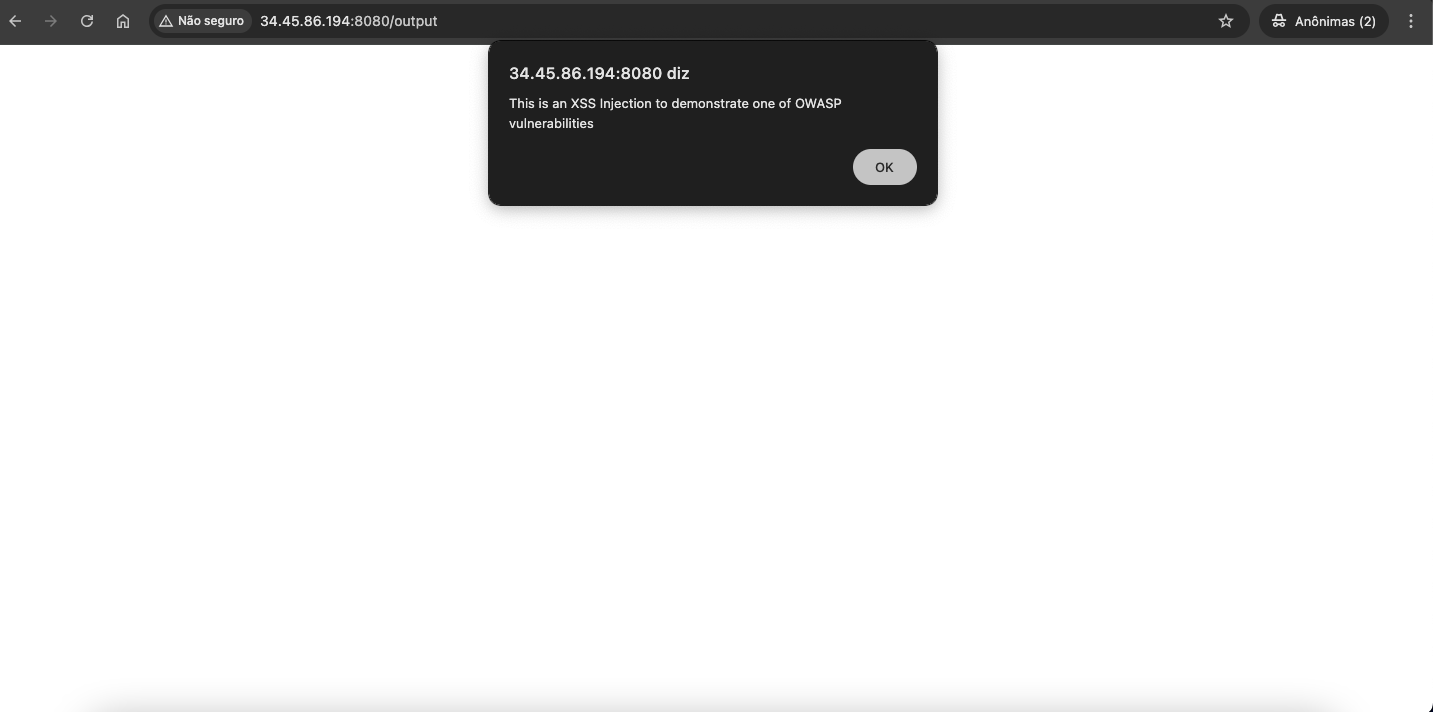 Não seguro 34.45.86.194:8080/output Anônimas (2)
34.45.86.194:8080 diz
This is an XSS Injection to demonstrate one of OWASP
vulnerabilities
OK